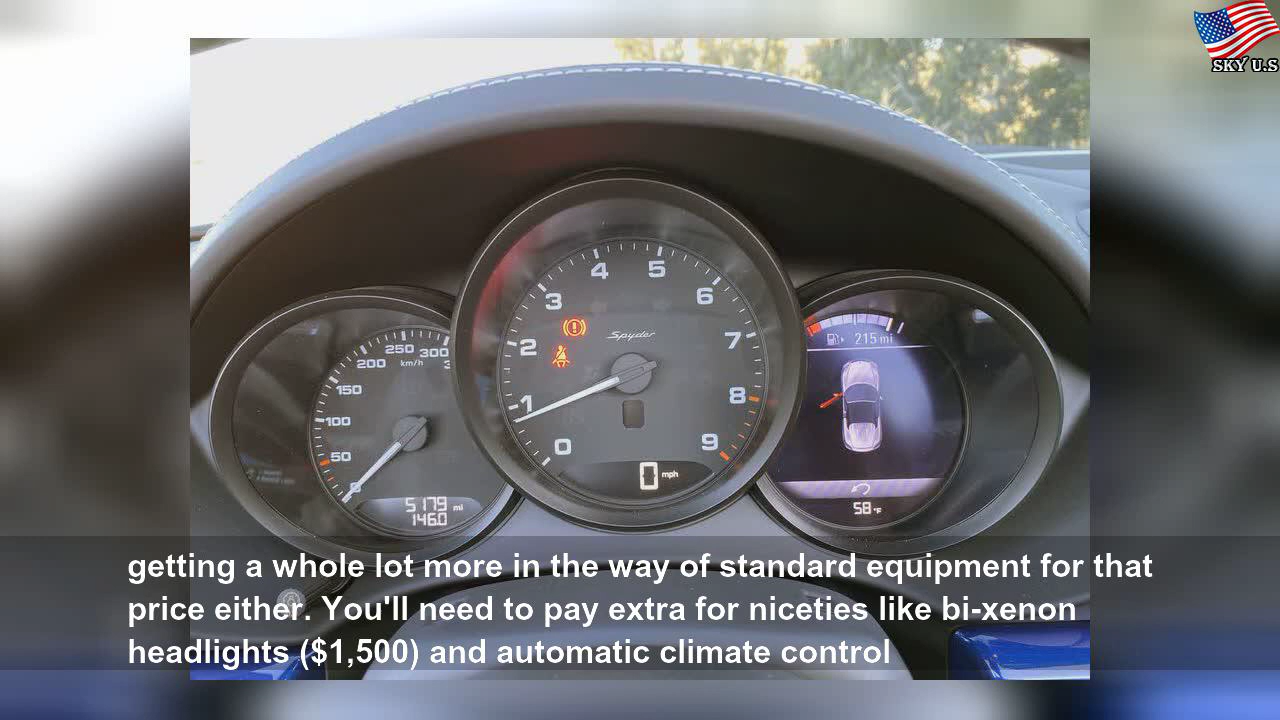 SKY U.S
4
5
3
6
Spyder
2
7
1
8
0
9
0 mph
250
300
200
km/h
150
100
50
0
5179 mi
146.0
215 mi
58 °F
getting a whole lot more in the way of standard equipment for that
price either. You'll need to pay extra for niceties like bi-xenon
headlights ($1,500) and automatic climate control